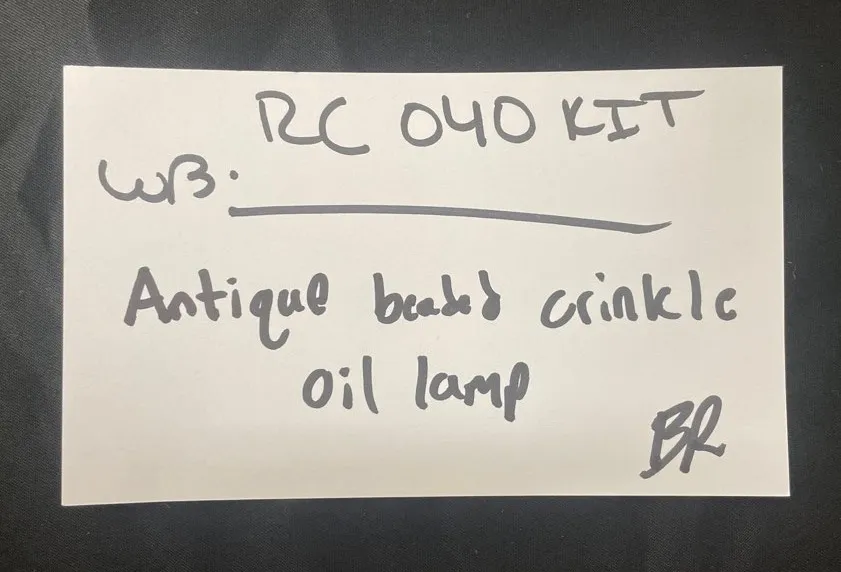 RC 040 KIT
WB.
Antique beaded crinkle
oil lamp
BR